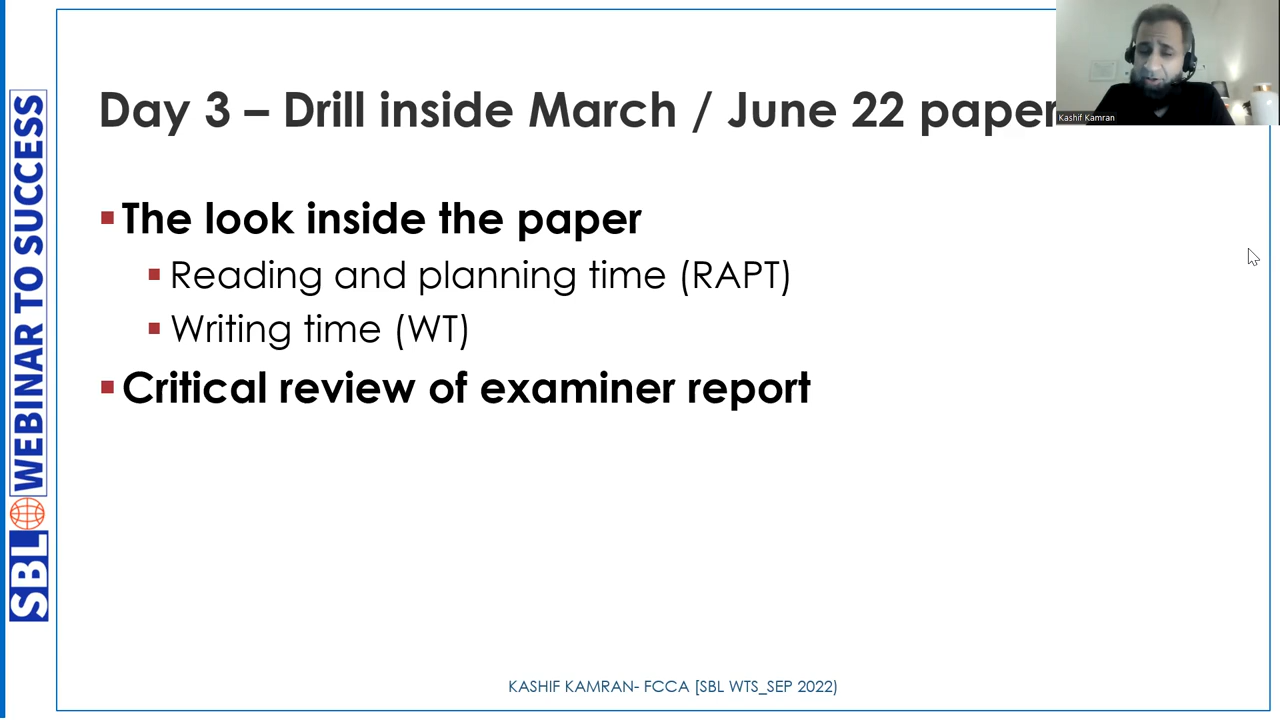 Day 3 – Drill inside March / June 22 paper
Kashif Kamran
The look inside the paper
Reading and planning time (RAPT)
Writing time (WT)
Critical review of examiner report
SBL WEBINAR TO SUCCESS
KASHIF KAMRAN- FCCA [SBL WTS_SEP 2022)